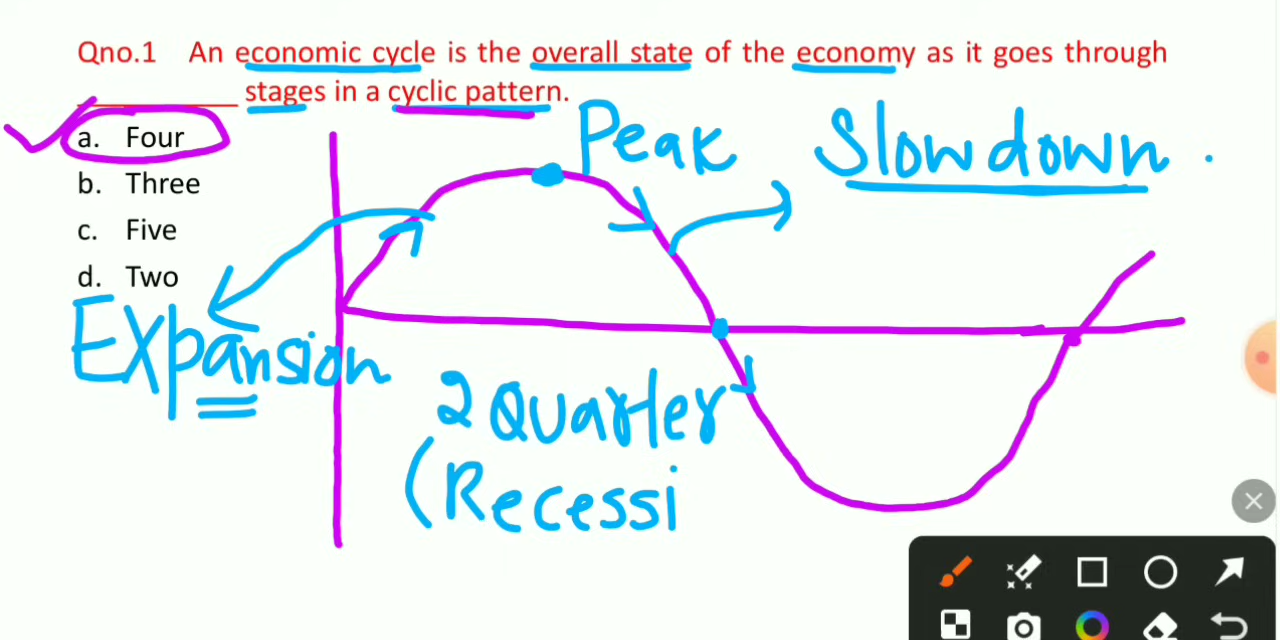 Qno.1 An economic cycle is the overall state of the economy as it goes through
__________ stages in a cyclic pattern.
a. Four
b. Three
c. Five
d. Two
Peak
Slowdown.
Expansion
2 Quarter
(Recessi